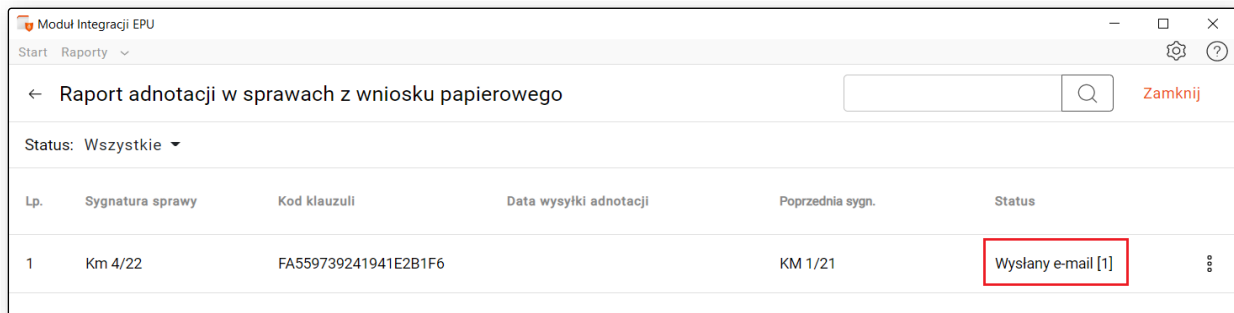 Moduł Integracji EPU
Start Raporty
Raport adnotacji w sprawach z wniosku papierowego
Zamknij
Status: Wszystkie
Lp. Sygnatura sprawy Kod klauzuli Data wysyłki adnotacji Poprzednia sygn. Status
1 Km 4/22 FA559739241941E2B1F6 KM 1/21 Wysłany e-mail [1]